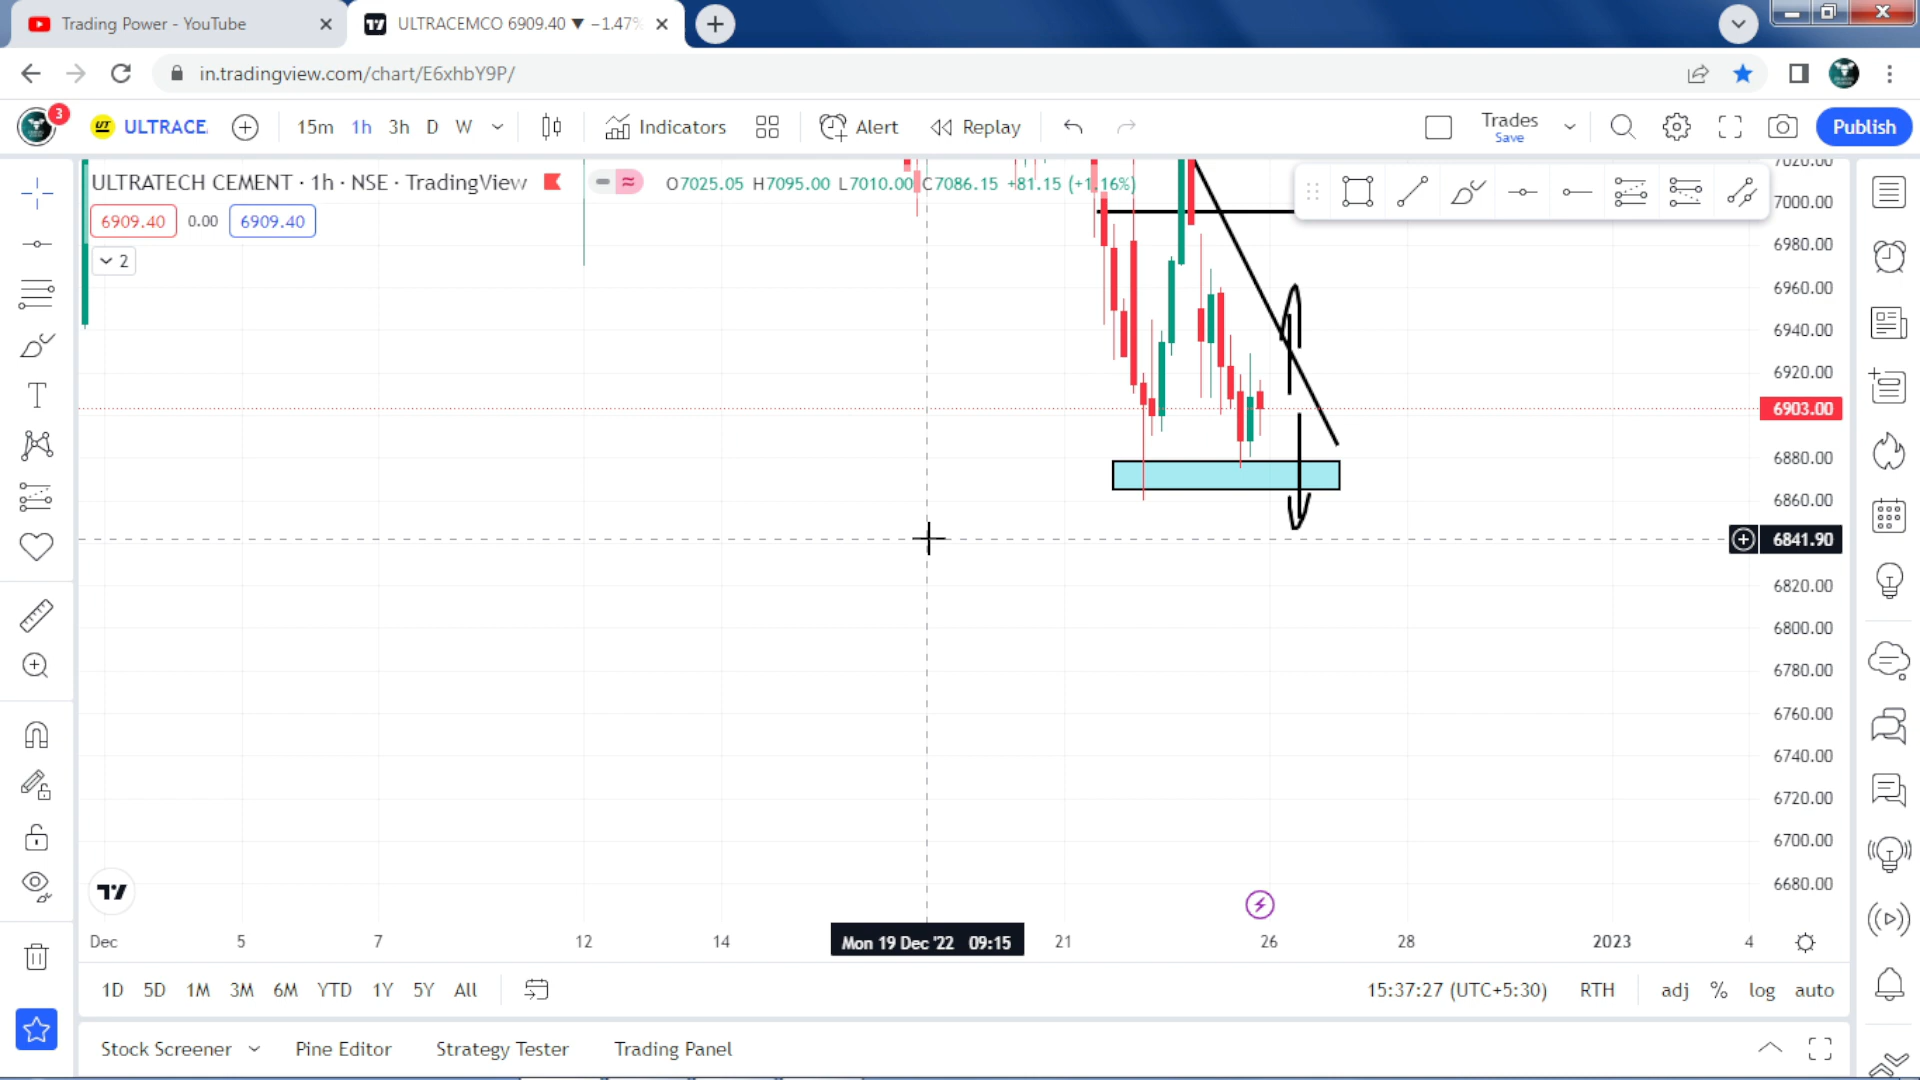 Trading Power - YouTube
ULTRACEMCO 6909.40 ▼ −1.47%
in.tradingview.com/chart/E6xhbY9P/
3
UT ULTRACE
15m 1h 3h D W
Indicators
Alert
Replay
Trades
Save
Publish
ULTRATECH CEMENT · 1h · NSE · TradingView
O7025.05 H7095.00 L7010.00 C7086.15 +81.15 (+1.16%)
6909.40 0.00 6909.40
2
7020.00
7000.00
6980.00
6960.00
6940.00
6920.00
6903.00
6880.00
6860.00
6841.90
6820.00
6800.00
6780.00
6760.00
6740.00
6720.00
6700.00
6680.00
Dec 5 7 12 14 Mon 19 Dec '22 09:15 21 26 28 2023 4
1D 5D 1M 3M 6M YTD 1Y 5Y All
15:37:27 (UTC+5:30) RTH adj % log auto
Stock Screener Pine Editor Strategy Tester Trading Panel